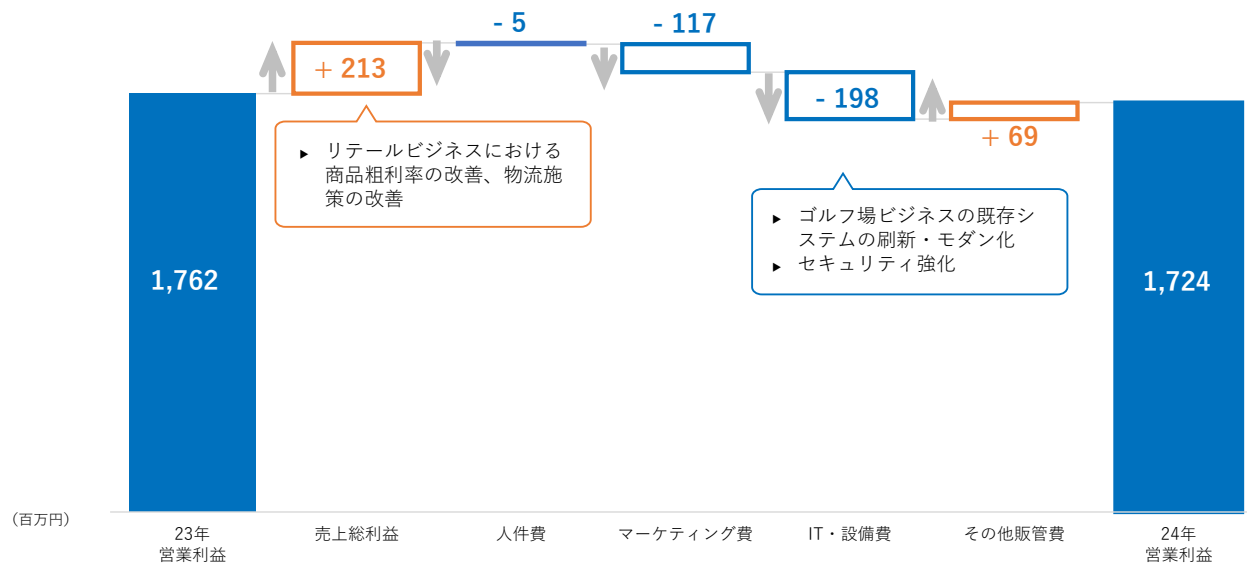 - 5
- 117
+ 213
- 198
+ 69
▶ リテールビジネスにおける
商品粗利率の改善、物流施
策の改善
▶ ゴルフ場ビジネスの既存シ
ステムの刷新・モダン化
▶ セキュリティ強化
1,762
1,724
(百万円)
23年
営業利益
売上総利益
人件費
マーケティング費
IT・設備費
その他販管費
24年
営業利益